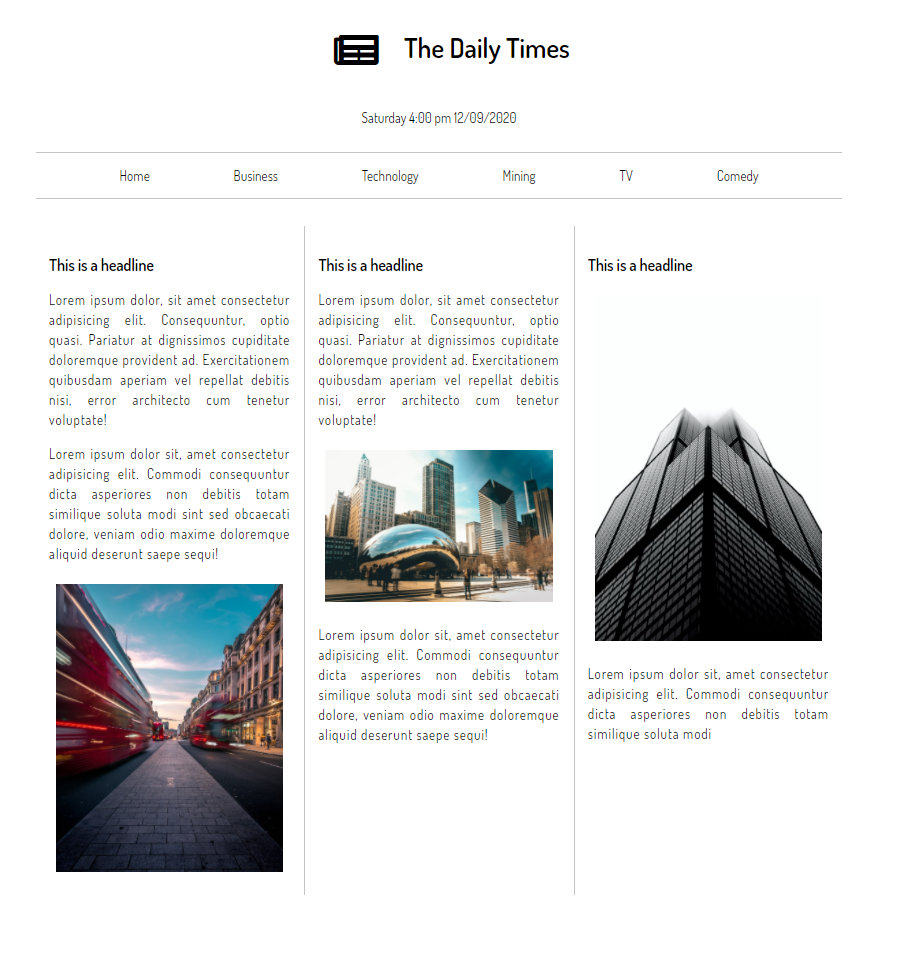 The Daily Times
Saturday 4:00 pm 12/09/2020
Home Business Technology Mining TV Comedy
This is a headline
Lorem ipsum dolor, sit amet consectetur
adipisicing elit. Consequuntur, optio
quasi. Pariatur at dignissimos cupiditate
doloremque provident ad. Exercitationem
quibusdam aperiam vel repellat debitis
nisi, error architecto cum tenetur
voluptate!
Lorem ipsum dolor sit, amet consectetur
adipisicing elit. Commodi consequuntur
dicta asperiores non debitis totam
similique soluta modi sint sed obcaecati
dolore, veniam odio maxime doloremque
aliquid deserunt saepe sequi!
This is a headline
Lorem ipsum dolor, sit amet consectetur
adipisicing elit. Consequuntur, optio
quasi. Pariatur at dignissimos cupiditate
doloremque provident ad. Exercitationem
quibusdam aperiam vel repellat debitis
nisi, error architecto cum tenetur
voluptate!
Lorem ipsum dolor sit, amet consectetur
adipisicing elit. Commodi consequuntur
dicta asperiores non debitis totam
similique soluta modi sint sed obcaecati
dolore, veniam odio maxime doloremque
aliquid deserunt saepe sequi!
This is a headline
Lorem ipsum dolor sit, amet consectetur
adipisicing elit. Commodi consequuntur
dicta asperiores non debitis totam
similique soluta modi